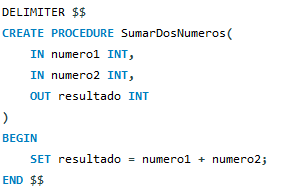 DELIMITER $$
CREATE PROCEDURE SumarDosNumeros(
    IN numero1 INT,
    IN numero2 INT,
    OUT resultado INT
)
BEGIN
    SET resultado = numero1 + numero2;
END $$